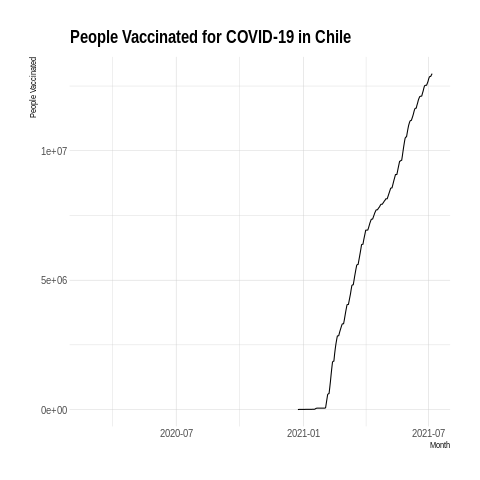 People Vaccinated for COVID-19 in Chile
People Vaccinated
1e+07
5e+06
0e+00
2020-07 2021-01 2021-07
Month